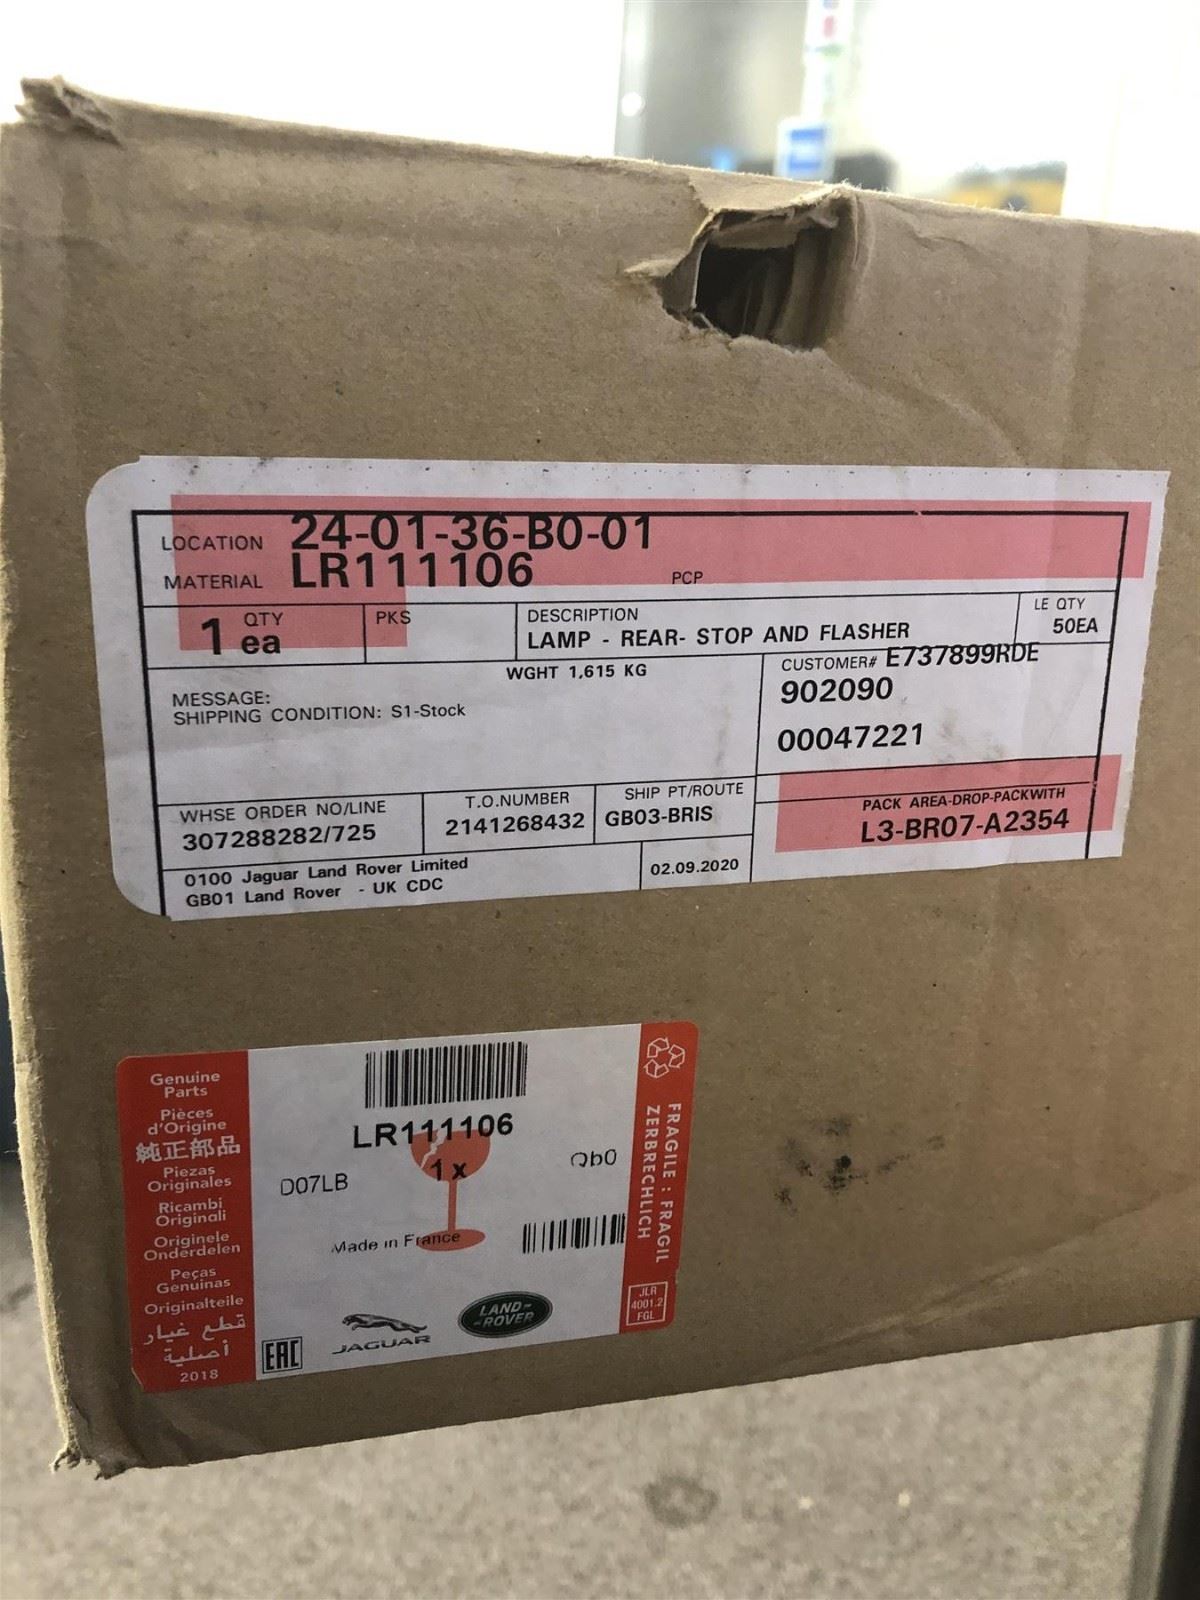 LOCATION 24-01-36-B0-01
MATERIAL LR111106 PCP
QTY 1 ea
PKS
DESCRIPTION
LAMP - REAR- STOP AND FLASHER
LE QTY
50EA
WGHT 1,615 KG
MESSAGE:
SHIPPING CONDITION: S1-Stock
CUSTOMER# E737899RDE
902090
00047221
WHSE ORDER NO/LINE
307288282/725
T.O.NUMBER
2141268432
SHIP PT/ROUTE
GB03-BRIS
PACK AREA-DROP-PACKWITH
L3-BR07-A2354
0100 Jaguar Land Rover Limited
GB01 Land Rover - UK CDC
02.09.2020
Genuine
Parts
Pièces
d'Origine
純正部品
Piezas
Originales
Ricambi
Originali
Originele
Onderdelen
Peças
Genuinas
Originalteile
قطع غيار
أصلية
2018
LR111106
1 x
D07LB
Qb0
Made in France
EAC
JAGUAR
LAND-
-ROVER
FRAGILE : FRAGIL
ZERBRECHLICH
JLR
4001.2
FGL